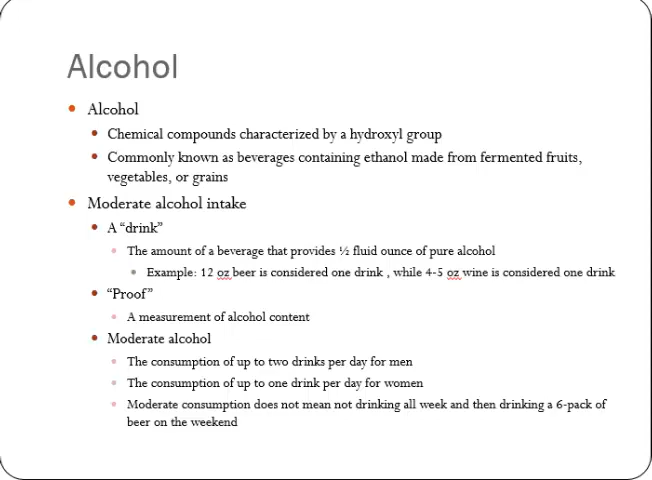 Alcohol
Alcohol
Chemical compounds characterized by a hydroxyl group
Commonly known as beverages containing ethanol made from fermented fruits,
vegetables, or grains
Moderate alcohol intake
A “drink”
The amount of a beverage that provides ½ fluid ounce of pure alcohol
Example: 12 oz beer is considered one drink , while 4-5 oz wine is considered one drink
“Proof”
A measurement of alcohol content
Moderate alcohol
The consumption of up to two drinks per day for men
The consumption of up to one drink per day for women
Moderate consumption does not mean not drinking all week and then drinking a 6-pack of
beer on the weekend